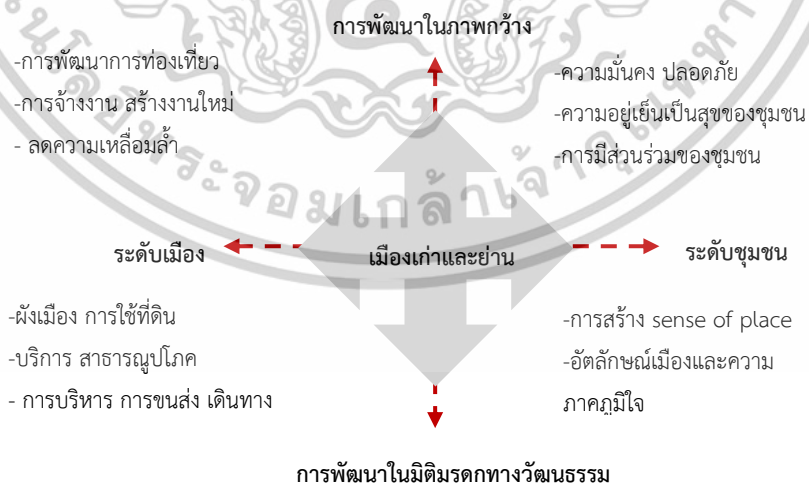 การพัฒนาในภาพกว้าง
-การพัฒนาการท่องเที่ยว
-การจ้างงาน สร้างงานใหม่
- ลดความเหลื่อมล้ำ
-ความมั่นคง ปลอดภัย
-ความอยู่เย็นเป็นสุขของชุมชน
-การมีส่วนร่วมของชุมชน
ระดับเมือง
เมืองเก่าและย่าน
ระดับชุมชน
-ผังเมือง การใช้ที่ดิน
-บริการ สาธารณูปโภค
- การบริหาร การขนส่ง เดินทาง
-การสร้าง sense of place
-อัตลักษณ์เมืองและความ
ภาคภูมิใจ
การพัฒนาในมิติมรดกทางวัฒนธรรม